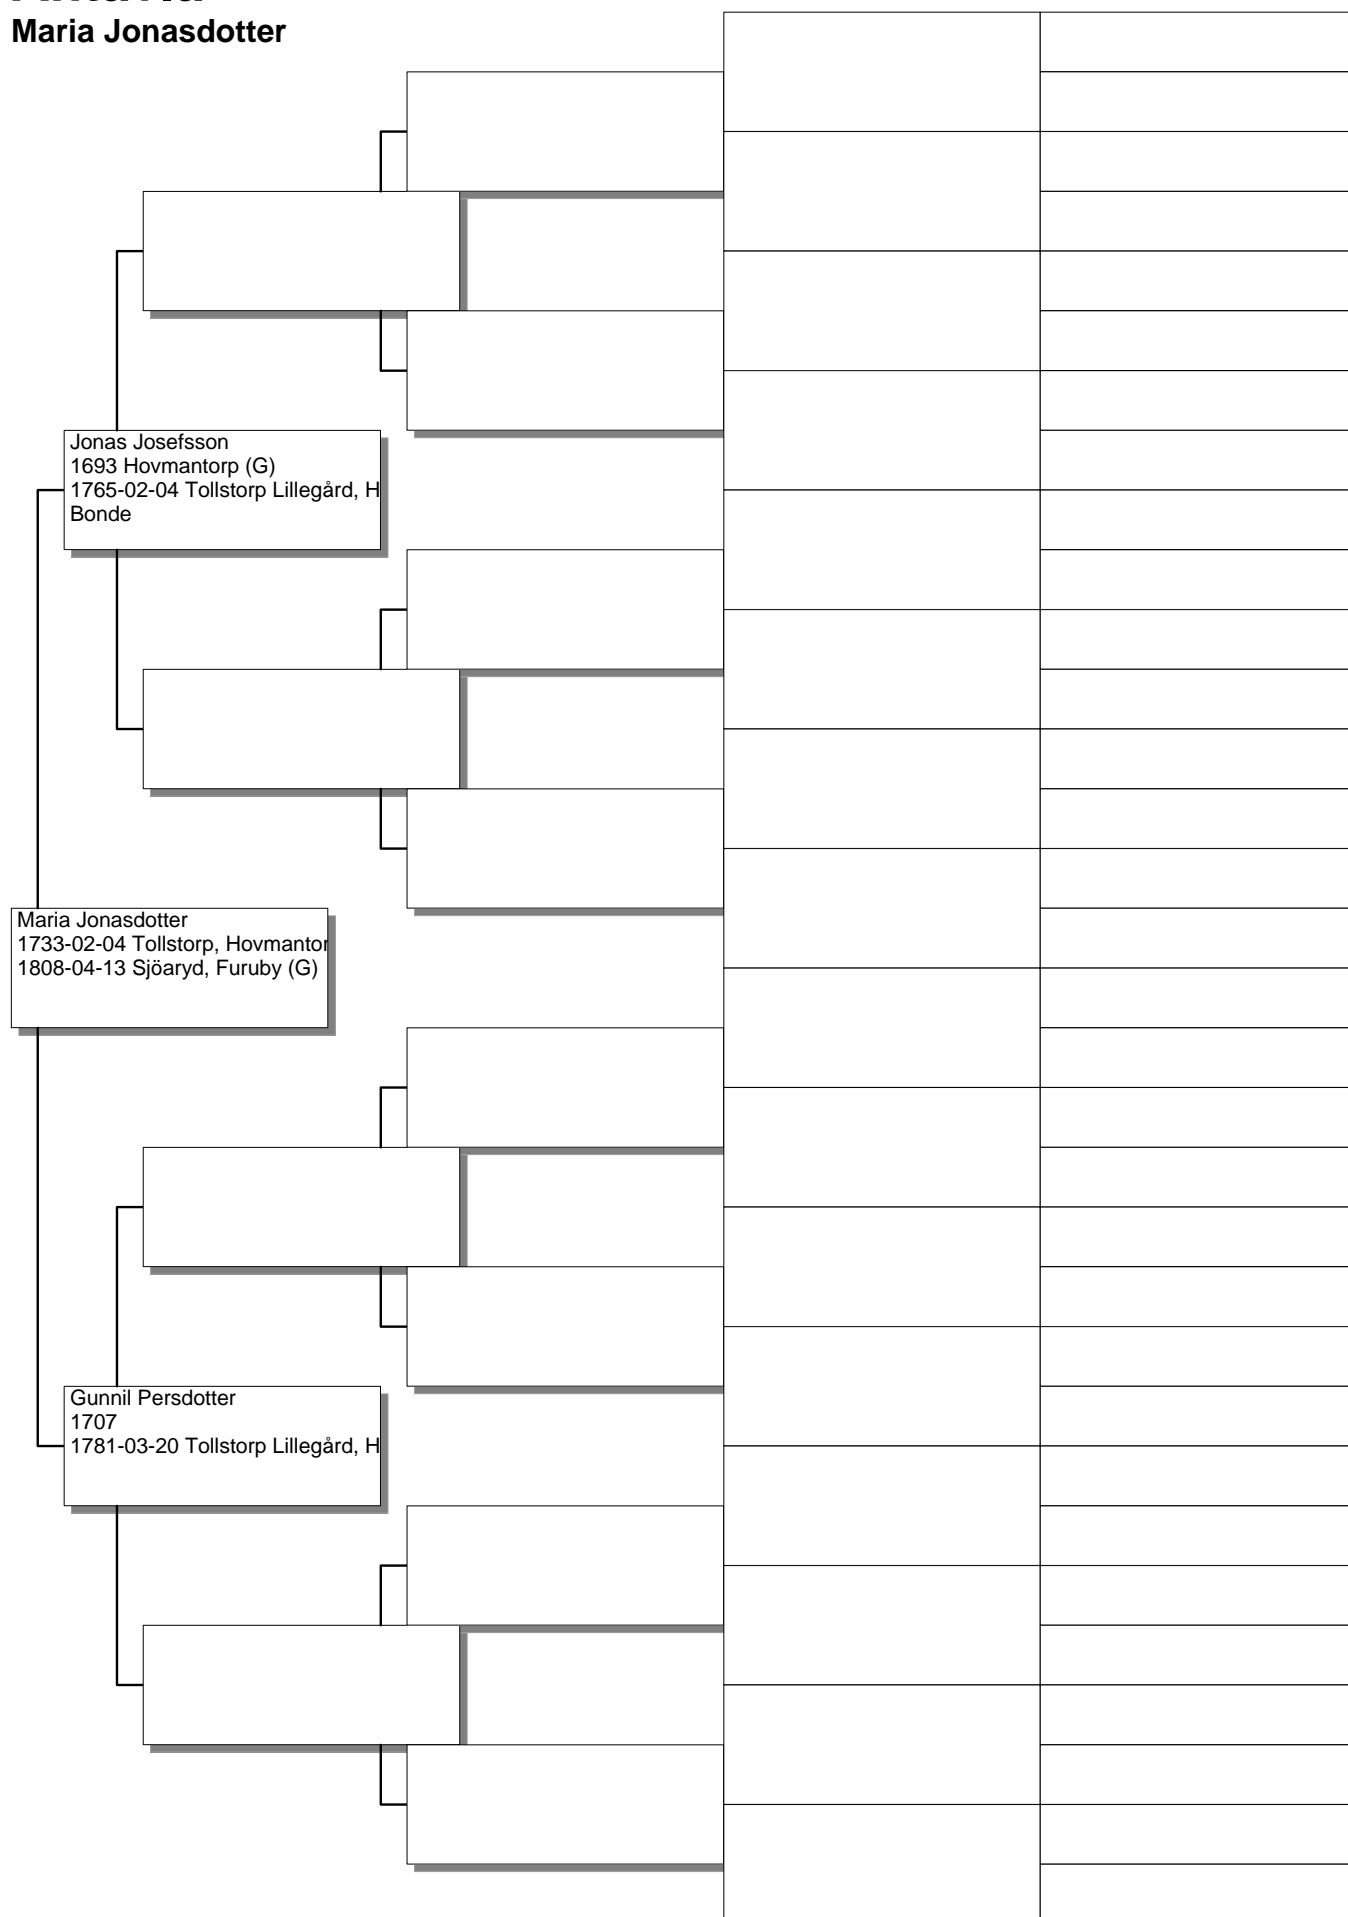 Maria Jonasdotter
Jonas Josefsson
1693 Hovmantorp (G)
1765-02-04 Tollstorp Lillegård, H
Bonde
Maria Jonasdotter
1733-02-04 Tollstorp, Hovmantor
1808-04-13 Sjöaryd, Furuby (G)
Gunnil Persdotter
1707
1781-03-20 Tollstorp Lillegård, H